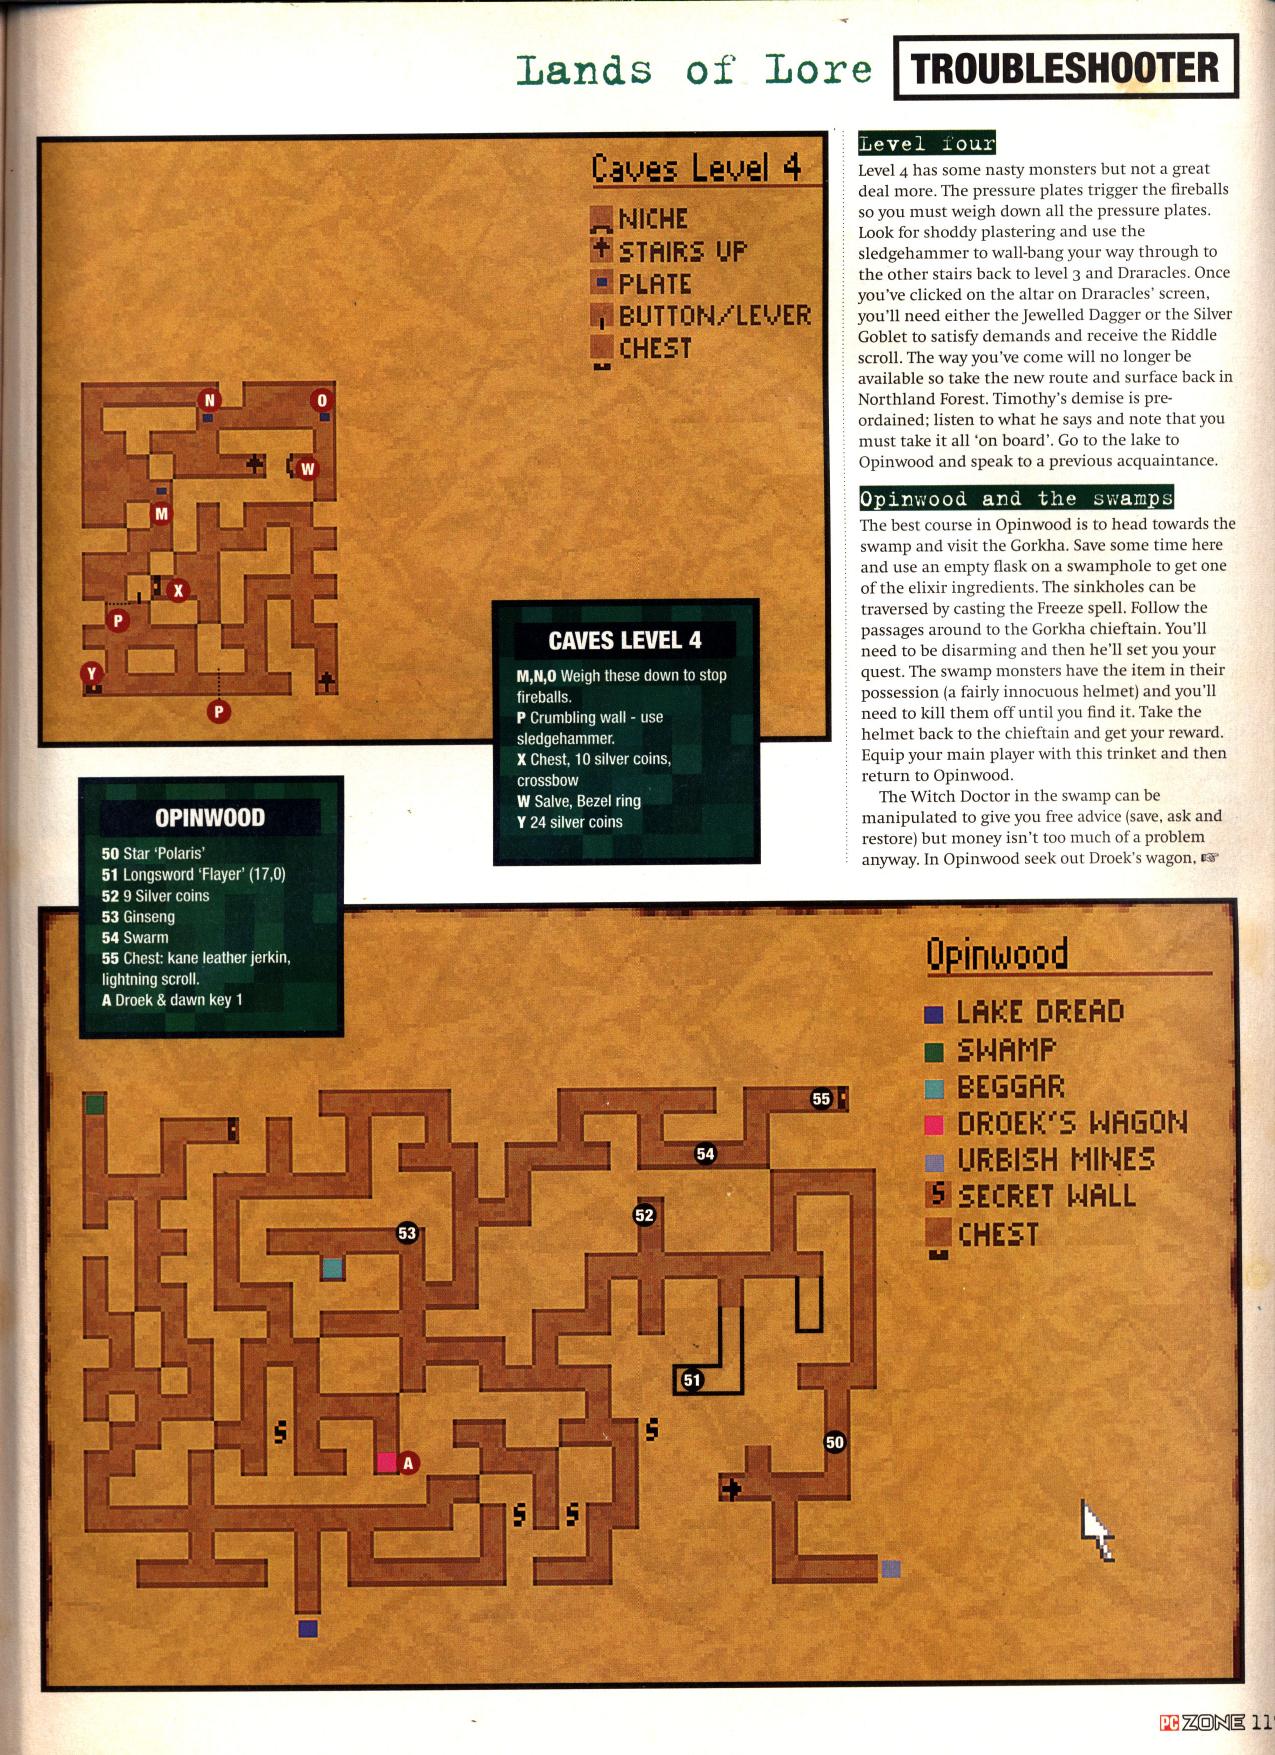 Lands of Lore TROUBLESHOOTER
Caves Level 4
NICHE
STAIRS UP
PLATE
BUTTON/LEVER
CHEST
N
O
W
M
X
P
Y
P
CAVES LEVEL 4
M,N,O Weigh these down to stop
fireballs.
P Crumbling wall - use
sledgehammer.
X Chest, 10 silver coins,
crossbow
W Salve, Bezel ring
Y 24 silver coins
Level four
Level 4 has some nasty monsters but not a great
deal more. The pressure plates trigger the fireballs
so you must weigh down all the pressure plates.
Look for shoddy plastering and use the
sledgehammer to wall-bang your way through to
the other stairs back to level 3 and Draracles. Once
you've clicked on the altar on Draracles' screen,
you'll need either the Jewelled Dagger or the Silver
Goblet to satisfy demands and receive the Riddle
scroll. The way you've come will no longer be
available so take the new route and surface back in
Northland Forest. Timothy's demise is pre-
ordained; listen to what he says and note that you
must take it all 'on board'. Go to the lake to
Opinwood and speak to a previous acquaintance.
Opinwood and the swamps
The best course in Opinwood is to head towards the
swamp and visit the Gorkha. Save some time here
and use an empty flask on a swamphole to get one
of the elixir ingredients. The sinkholes can be
traversed by casting the Freeze spell. Follow the
passages around to the Gorkha chieftain. You'll
need to be disarming and then he'll set you your
quest. The swamp monsters have the item in their
possession (a fairly innocuous helmet) and you'll
need to kill them off until you find it. Take the
helmet back to the chieftain and get your reward.
Equip your main player with this trinket and then
return to Opinwood.
The Witch Doctor in the swamp can be
manipulated to give you free advice (save, ask and
restore) but money isn't too much of a problem
anyway. In Opinwood seek out Droek's wagon, ☞
OPINWOOD
50 Star 'Polaris'
51 Longsword 'Flayer' (17,0)
52 9 Silver coins
53 Ginseng
54 Swarm
55 Chest: kane leather jerkin,
lightning scroll.
A Droek & dawn key 1
Opinwood
LAKE DREAD
SWAMP
BEGGAR
DROEK'S WAGON
URBISH MINES
S SECRET WALL
CHEST
55
54
52
53
51
S
S
50
A
S
S
PC ZONE 11